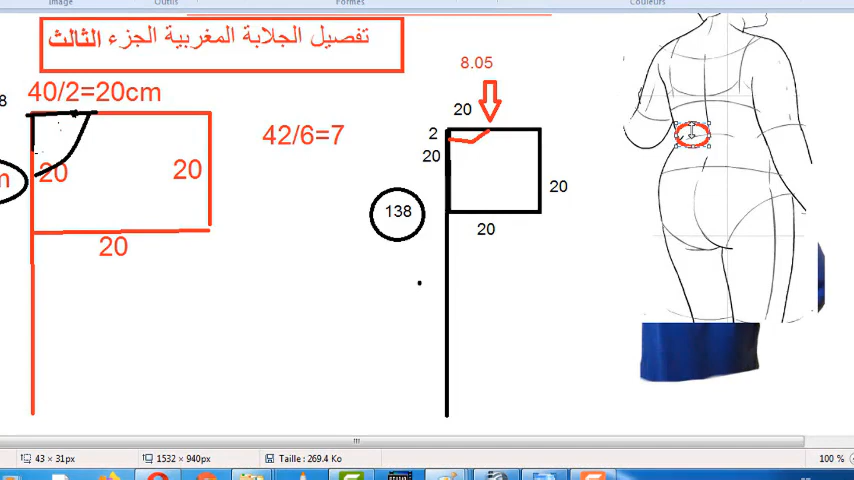 Image
Outils
Formes
Couleurs
تفصيل الجلابة المغربية الجزء الثالث
8
40/2=20cm
20
20
20
m
42/6=7
8.05
20
2
20
20
20
138
43 × 31px
1532 × 940px
Taille : 269.4 Ko
100 %